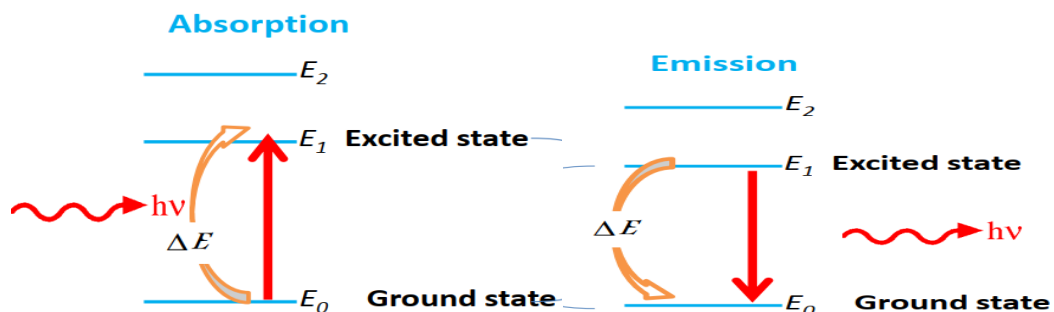 Absorption
E2
E1 Excited state
hν
ΔE
E0 Ground state
Emission
E2
E1 Excited state
ΔE
hν
Eo Ground state